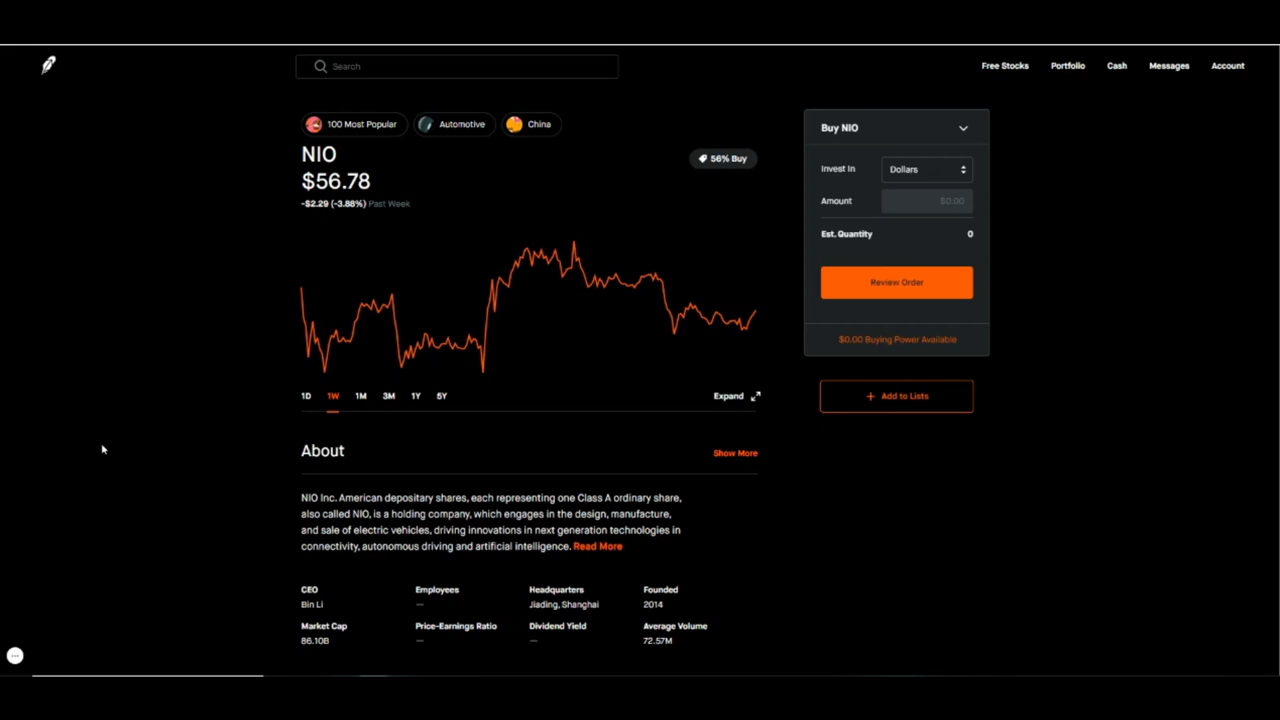 Search
Free Stocks Portfolio Cash Messages Account
100 Most Popular Automotive China
NIO
$56.78
-$2.29 (-3.88%) Past Week
56% Buy
1D 1W 1M 3M 1Y 5Y Expand
Buy NIO
Invest In Dollars
Amount $0.00
Est. Quantity 0
Review Order
$0.00 Buying Power Available
+ Add to Lists
About Show More
NIO Inc. American depositary shares, each representing one Class A ordinary share,
also called NIO, is a holding company, which engages in the design, manufacture,
and sale of electric vehicles, driving innovations in next generation technologies in
connectivity, autonomous driving and artificial intelligence. Read More
CEO Employees Headquarters Founded
Bin Li — Jiading, Shanghai 2014
Market Cap Price-Earnings Ratio Dividend Yield Average Volume
86.10B — — 72.57M